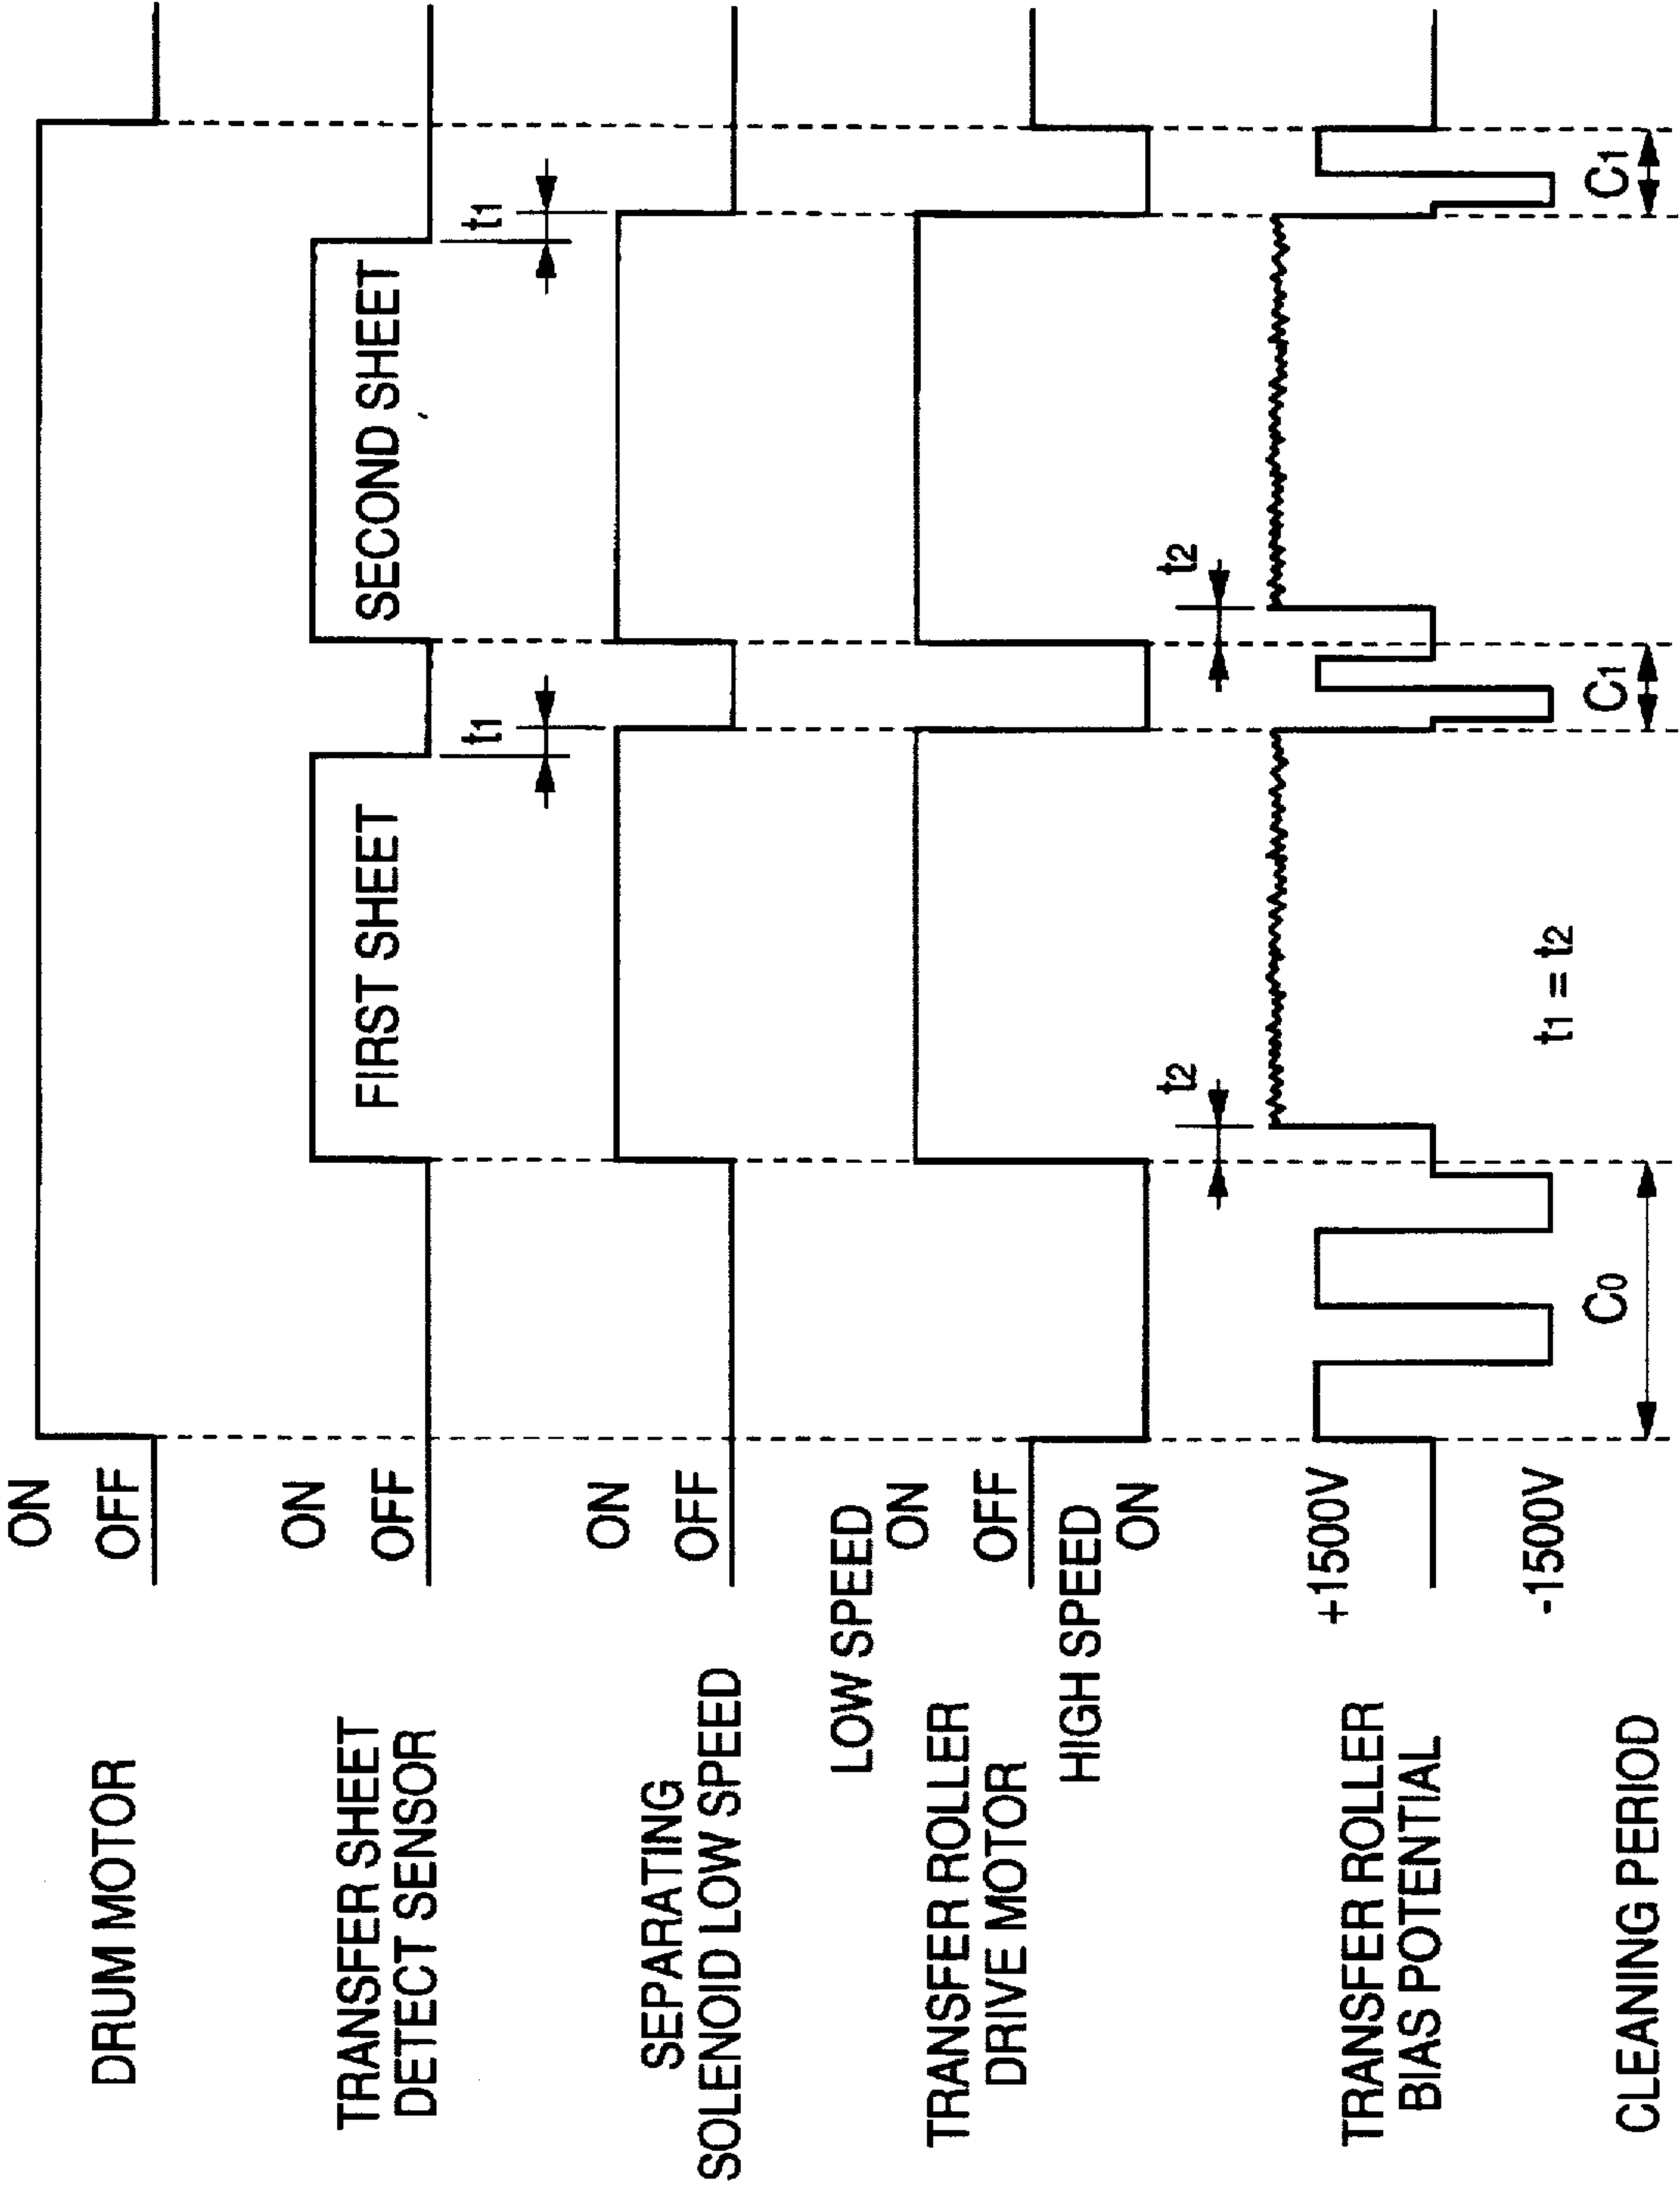 DRUM MOTOR
ON
OFF
TRANSFER SHEET
DETECT SENSOR
ON
OFF
FIRST SHEET
SECOND SHEET
t1
t1
SEPARATING
SOLENOID LOW SPEED
ON
OFF
LOW SPEED
ON
TRANSFER ROLLER
DRIVE MOTOR
OFF
HIGH SPEED
ON
t2
t2
TRANSFER ROLLER
BIAS POTENTIAL
+1500V
-1500V
t1 = t2
CLEANING PERIOD
C0
C1
C1